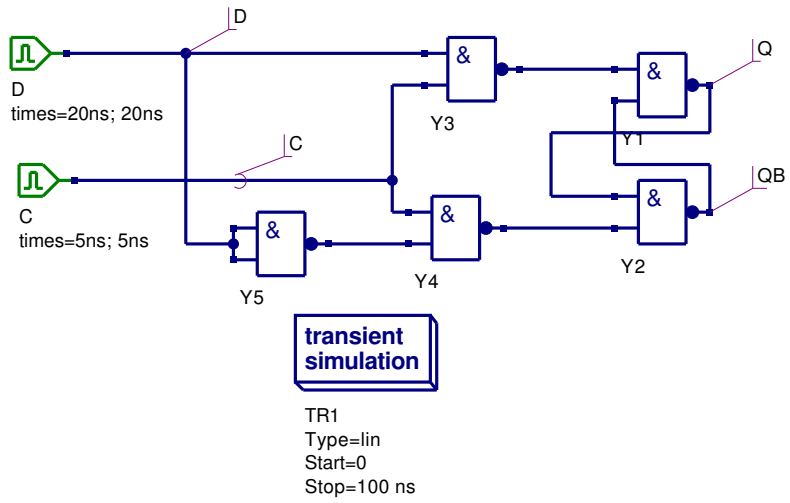 D
Q
&
&
D
times=20ns; 20ns
Y3
Y1
C
QB
&
&
&
C
times=5ns; 5ns
Y5
Y4
Y2
transient
simulation
TR1
Type=lin
Start=0
Stop=100 ns